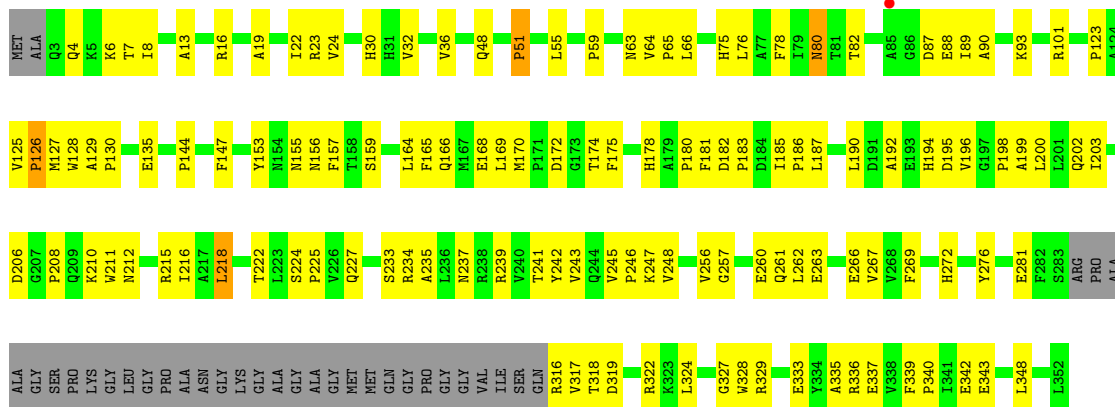 MET ALA Q3 Q4 K5 K6 T7 I8 A13 R16 A19 I22 R23 V24 H30 H31 V32 V36 Q48 P51 L55 P59 N63 V64 P65 L66 H75 L76 A77 F78 I79 N80 T81 T82 A85 G86 D87 E88 I89 A90 K93 R101 P123 A124
V125 P126 M127 W128 A129 P130 E135 P144 F147 Y153 N154 N155 N156 F157 T158 S159 L164 F165 Q166 M167 E168 L169 M170 P171 D172 G173 T174 F175 H178 A179 P180 F181 D182 P183 D184 I185 P186 L187 L190 D191 A192 E193 H194 D195 V196 G197 P198 A199 L200 L201 Q202 I203
D206 G207 P208 Q209 K210 W211 N212 R215 I216 A217 L218 T222 L223 S224 P225 V226 Q227 S233 R234 A235 L236 N237 R238 R239 V240 T241 Y242 V243 Q244 V245 P246 K247 V248 V256 G257 E260 Q261 L262 E263 E266 V267 V268 F269 H272 Y276 E281 F282 S283 ARG PRO ALA
ALA GLY SER PRO LYS GLY LEU GLY PRO ALA ASN GLY LYS GLY ALA GLY ALA GLY MET MET GLN GLY PRO GLY GLY VAL ILE SER GLN R316 V317 T318 D319 R322 K323 L324 G327 W328 R329 E333 Y334 A335 R336 E337 V338 F339 P340 I341 E342 E343 L348 L352